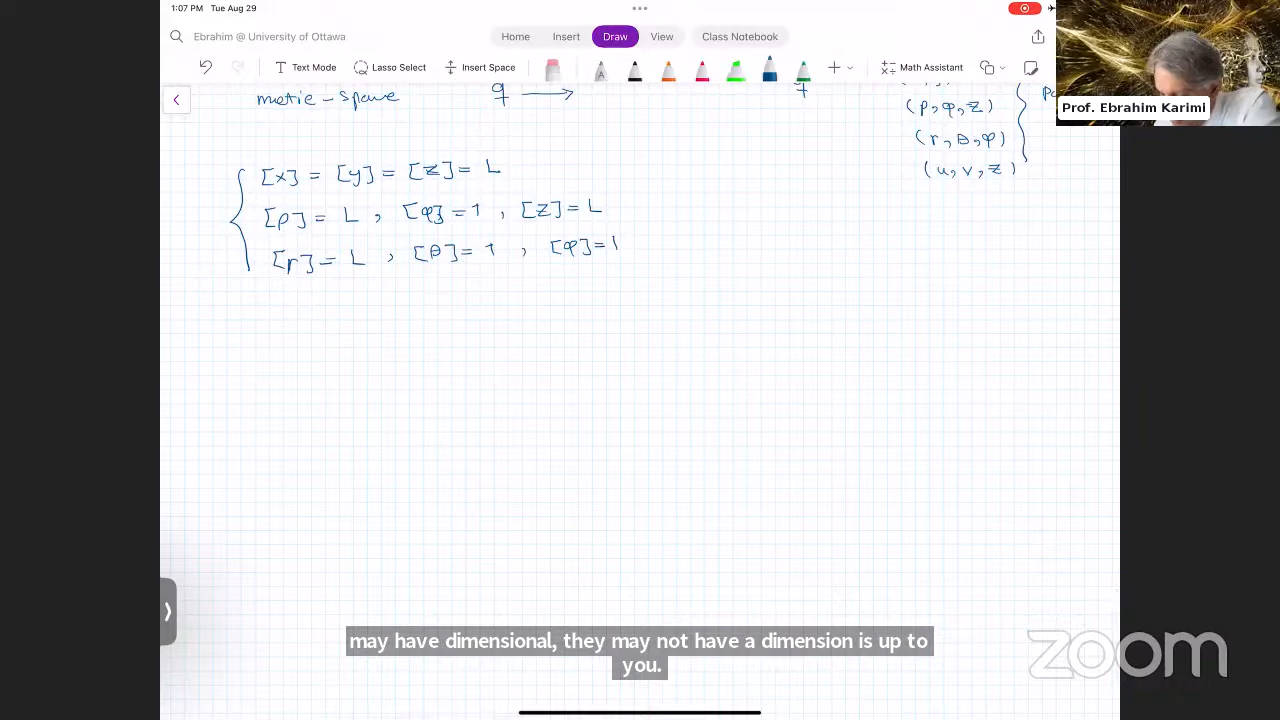 1:07 PM Tue Aug 29
Ebrahim @ University of Ottawa
Home Insert Draw View Class Notebook
Text Mode Lasso Select Insert Space Math Assistant
metic-space q q
(ρ, φ, z)
(r, θ, φ)
(u, v, z)
Prof. Ebrahim Karimi
[x] = [y] = [z] = L
[ρ] = L , [φ] = 1 , [z] = L
[r] = L , [θ] = 1 , [φ] = 1
may have dimensional, they may not have a dimension is up to
you.
zoom